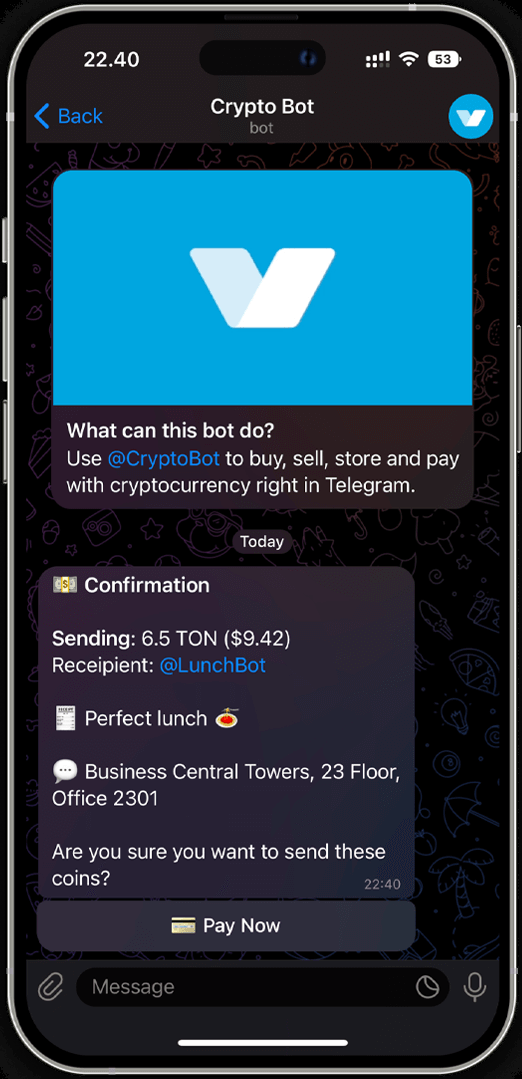 22.40
53
Back
Crypto Bot
bot
What can this bot do?
Use @CryptoBot to buy, sell, store and pay
with cryptocurrency right in Telegram.
Today
💵 Confirmation
Sending: 6.5 TON ($9.42)
Receipient: @LunchBot
🧾 Perfect lunch 🍝
💬 Business Central Towers, 23 Floor,
Office 2301
Are you sure you want to send these
coins?
22:40
💳 Pay Now
Message